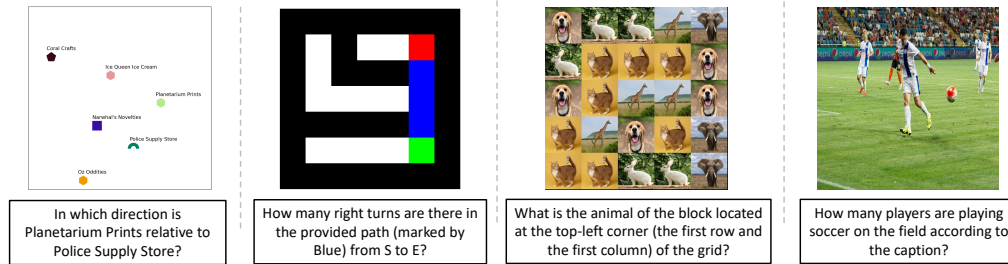 Coral Crafts
Ice Queen Ice Cream
Planetarium Prints
Narwhal's Novelties
Police Supply Store
Oz Oddities
In which direction is
Planetarium Prints relative to
Police Supply Store?
How many right turns are there in
the provided path (marked by
Blue) from S to E?
What is the animal of the block located
at the top-left corner (the first row and
the first column) of the grid?
pepsi
How many players are playing
soccer on the field according to
the caption?